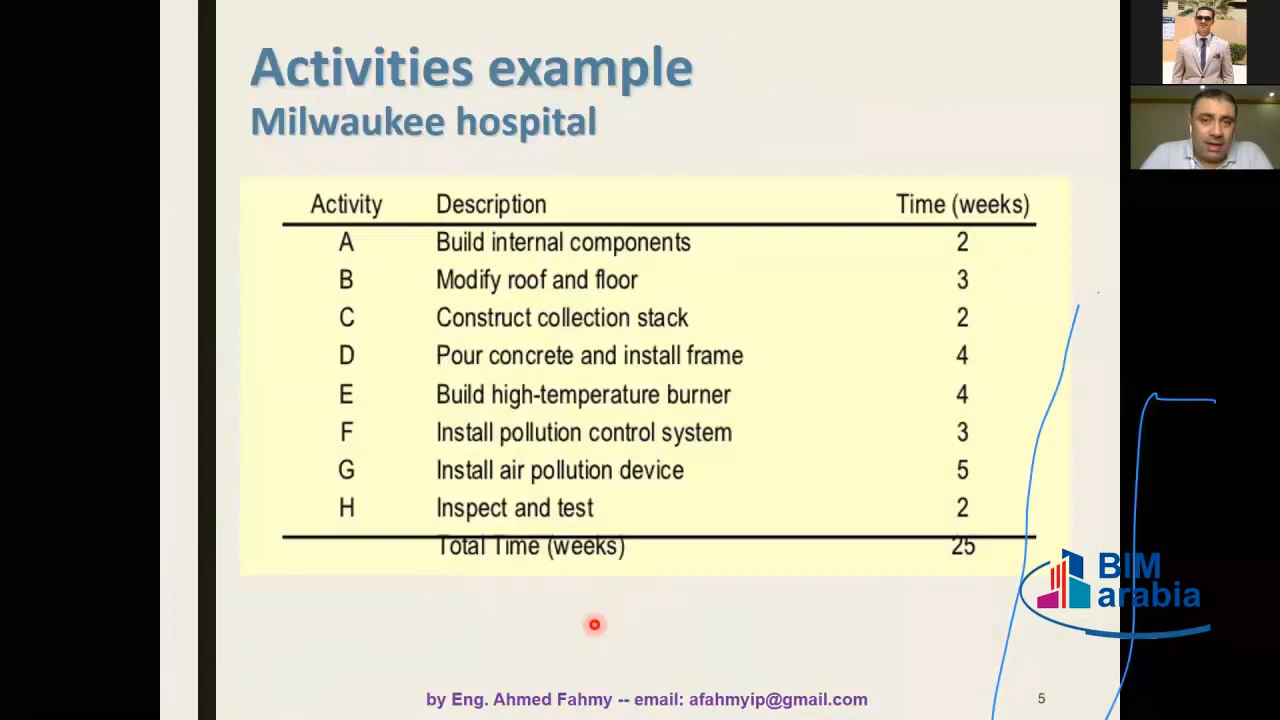 Activities example
Milwaukee hospital
Activity Description Time (weeks)
A Build internal components 2
B Modify roof and floor 3
C Construct collection stack 2
D Pour concrete and install frame 4
E Build high-temperature burner 4
F Install pollution control system 3
G Install air pollution device 5
H Inspect and test 2
Total Time (weeks) 25
BIM
arabia
by Eng. Ahmed Fahmy -- email: afahmyip@gmail.com 5